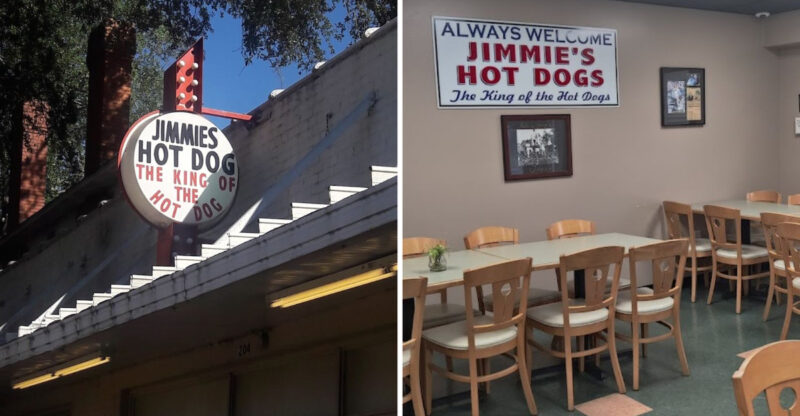 JIMMIES
HOT DOG
THE KING OF
THE
HOT DOG
204
ALWAYS WELCOME
JIMMIE'S
HOT DOGS
The King of the Hot Dogs